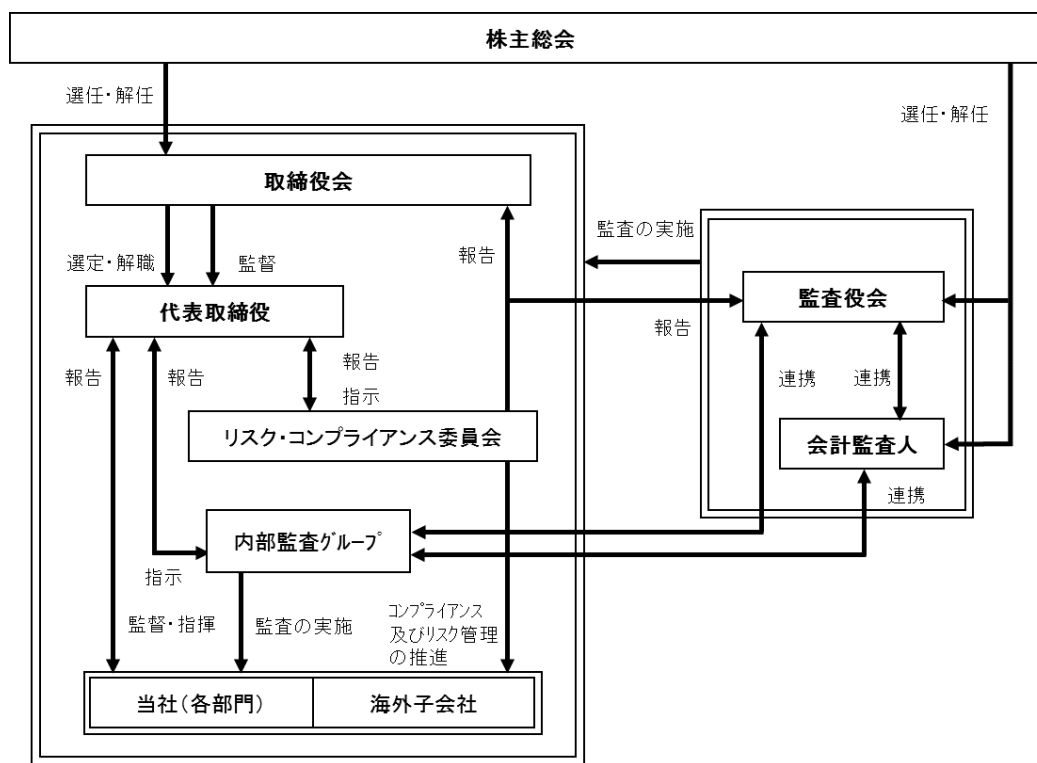 株主総会
選任・解任
選任・解任
取締役会
監査の実施
選定・解職
監督
報告
監査役会
代表取締役
報告
報告
報告
報告
連携
連携
指示
リスク・コンプライアンス委員会
会計監査人
連携
内部監査ｸﾞﾙｰﾌﾟ
指示
監督・指揮
監査の実施
ｺﾝﾌﾟﾗｲｱﾝｽ
及びﾘｽｸ管理
の推進
当社(各部門)
海外子会社